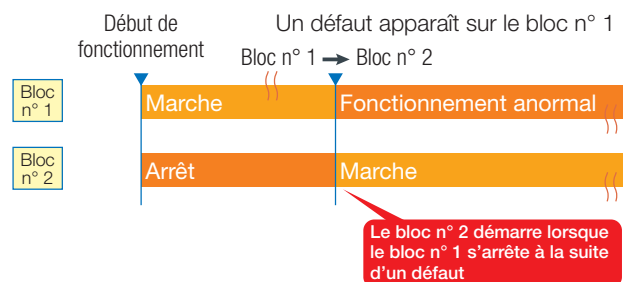 Début de
fonctionnement
Un défaut apparaît sur le bloc n° 1
Bloc n° 1 → Bloc n° 2
Bloc
n° 1
Marche
Fonctionnement anormal
Bloc
n° 2
Arrêt
Marche
Le bloc n° 2 démarre lorsque
le bloc n° 1 s'arrête à la suite
d'un défaut